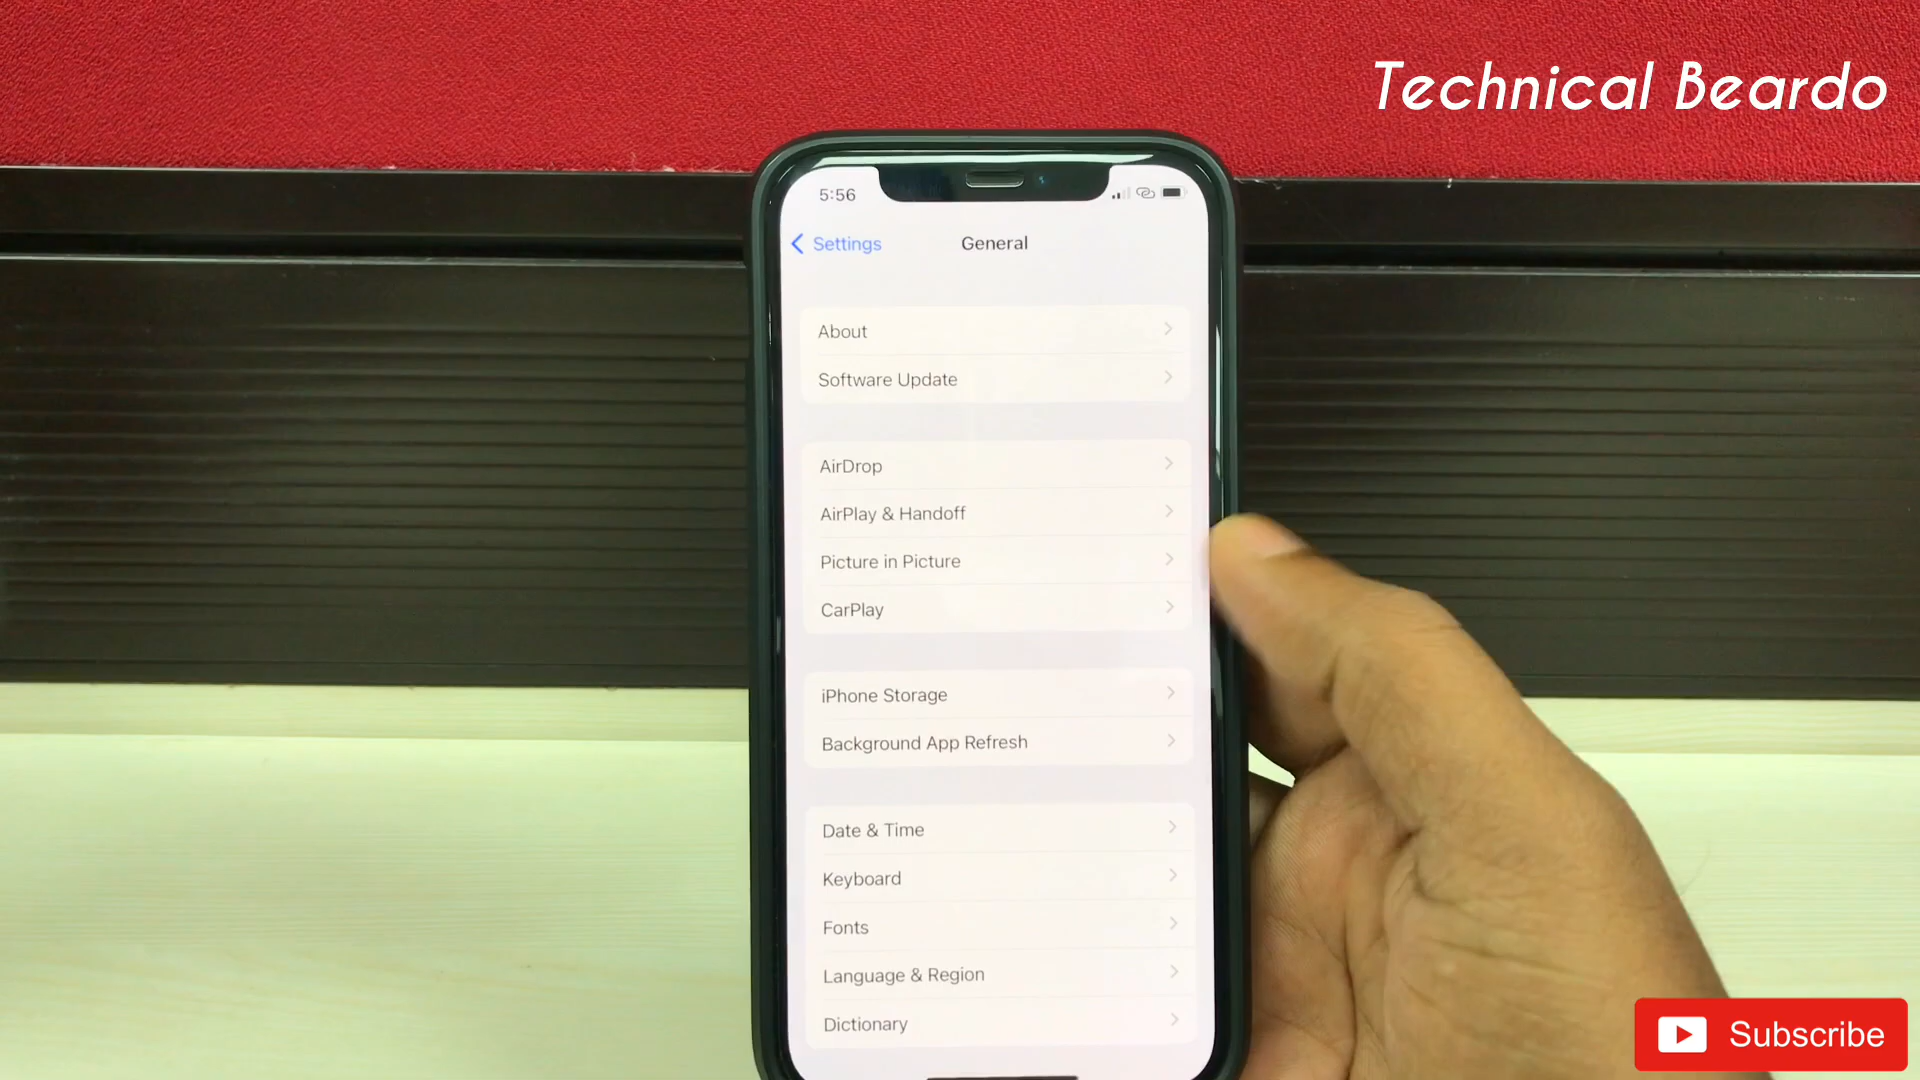 Technical Beardo
5:56
Settings
General
About
Software Update
AirDrop
AirPlay & Handoff
Picture in Picture
CarPlay
iPhone Storage
Background App Refresh
Date & Time
Keyboard
Fonts
Language & Region
Dictionary
Subscribe